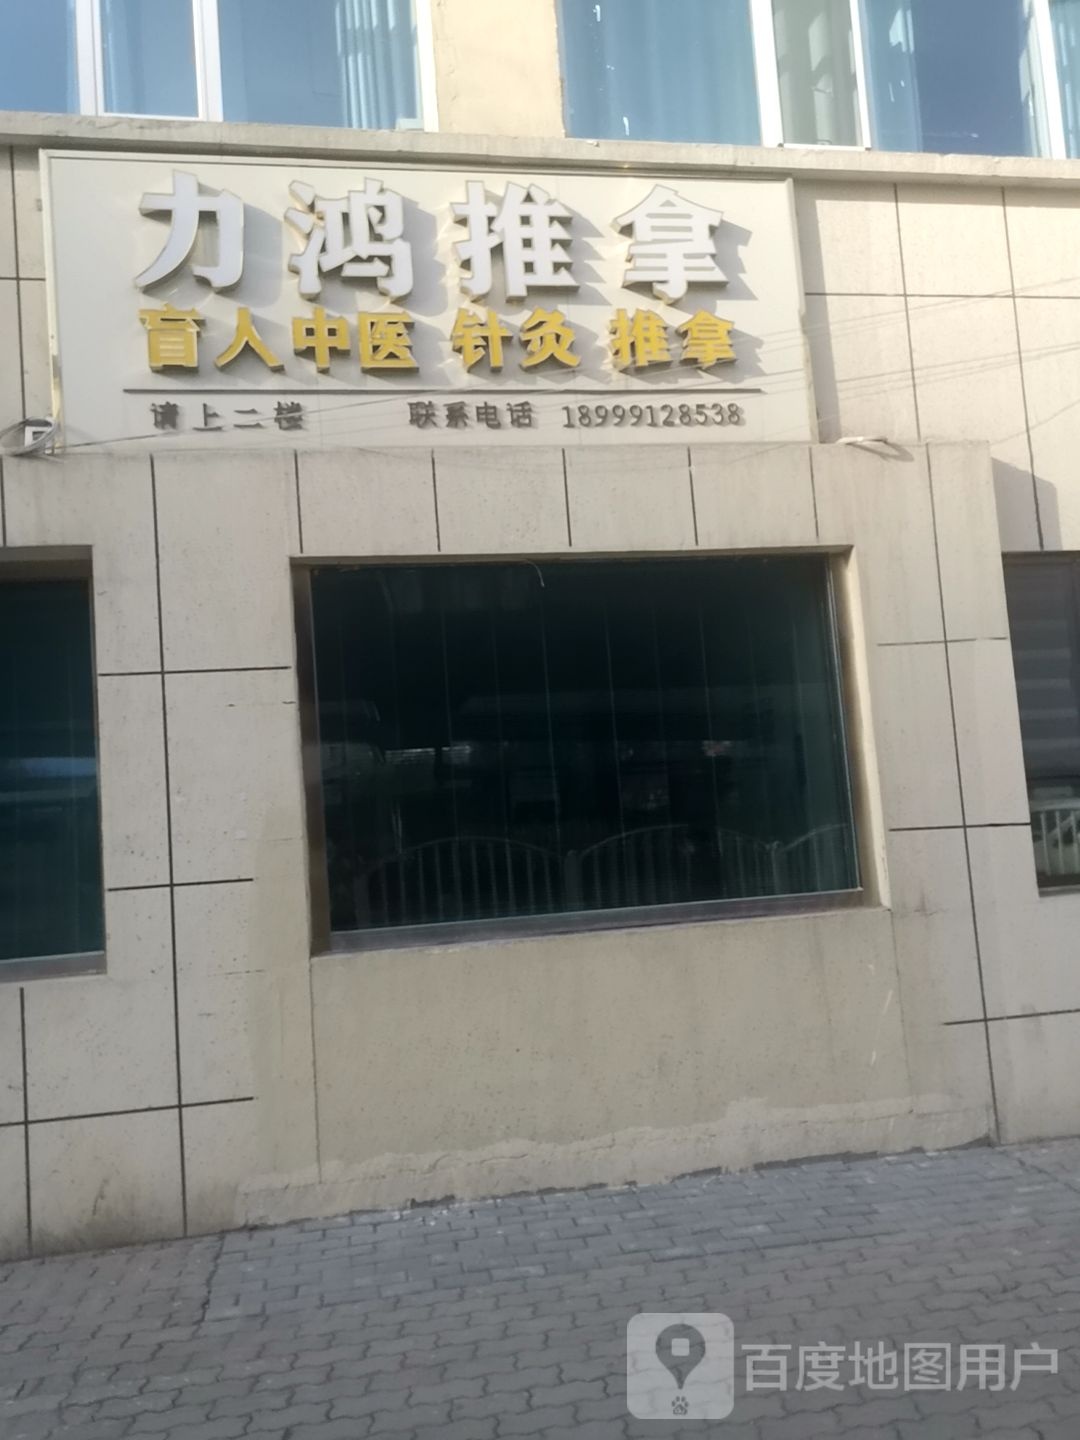 力鸿推拿
盲人中医 针灸 推拿
请上二楼 联系电话 18999128538
百度地图用户